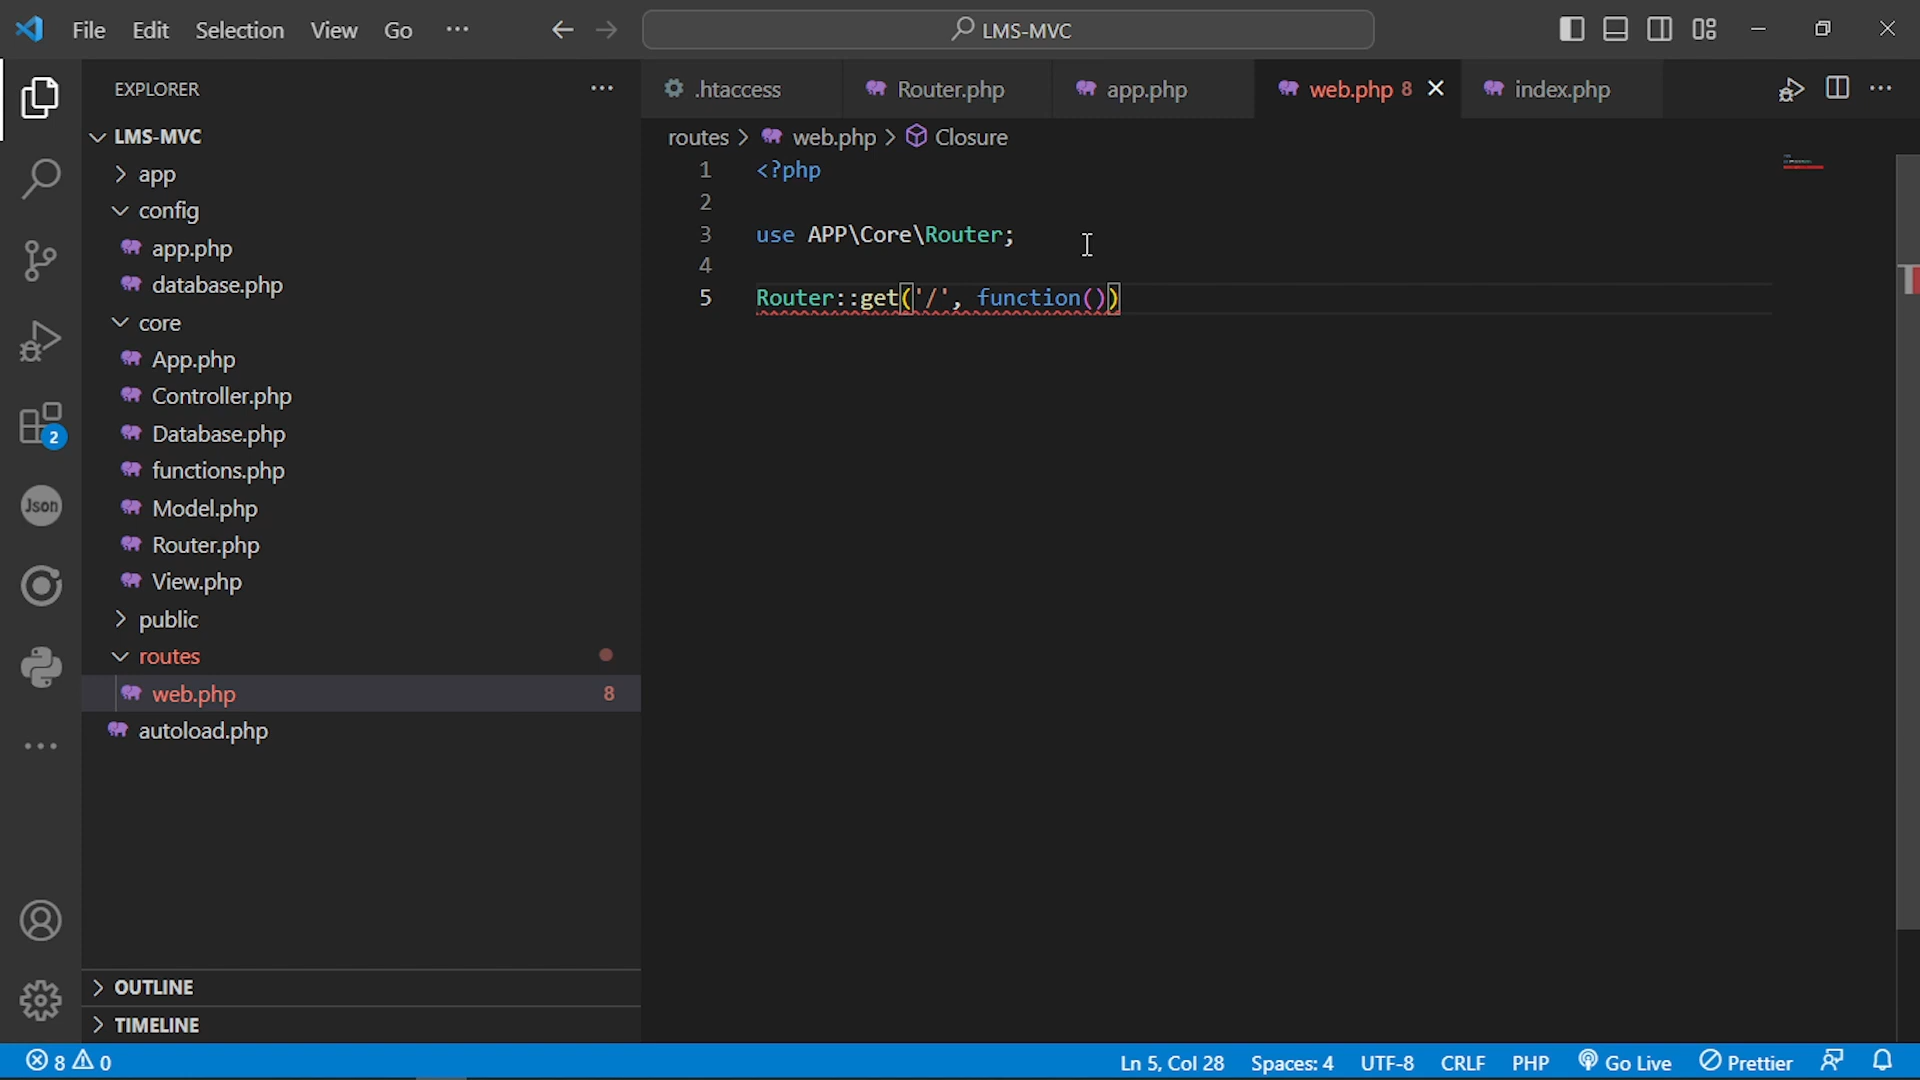 File Edit Selection View Go
LMS-MVC
EXPLORER
.htaccess
Router.php
app.php
web.php 8
index.php
LMS-MVC
routes > web.php > Closure
app
config
app.php
database.php
core
App.php
Controller.php
Database.php
functions.php
Model.php
Router.php
View.php
public
routes
web.php 8
autoload.php
1 <?php
2
3 use APP\Core\Router;
4
5 Router::get('/', function())
2
Json
OUTLINE
TIMELINE
8 0
Ln 5, Col 28 Spaces: 4 UTF-8 CRLF PHP Go Live Prettier